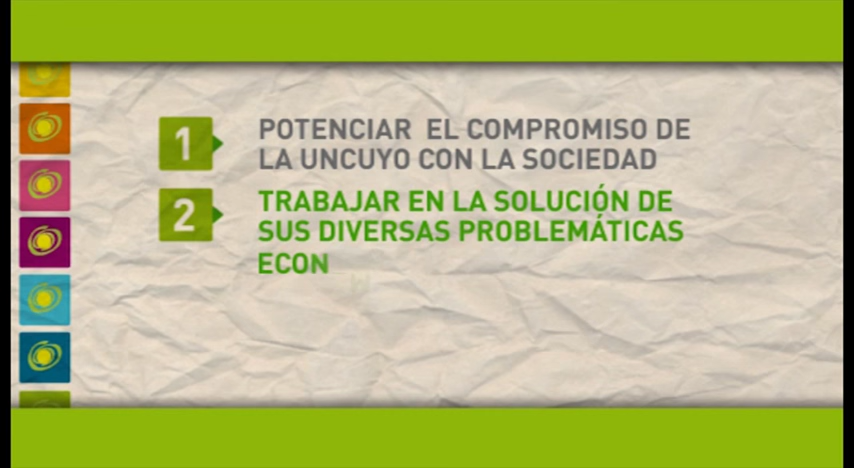 1
POTENCIAR EL COMPROMISO DE
LA UNCUYO CON LA SOCIEDAD
2
TRABAJAR EN LA SOLUCIÓN DE
SUS DIVERSAS PROBLEMÁTICAS
ECON